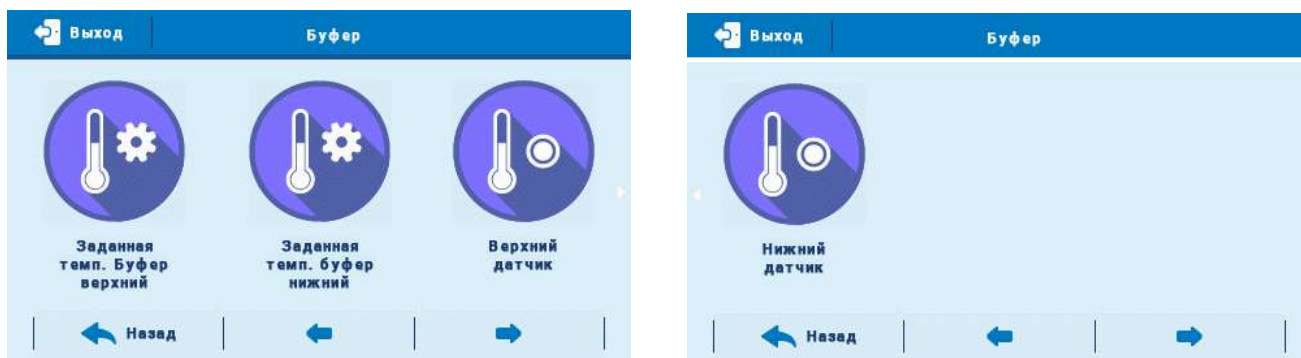 Выход
Буфер
Заданная
темп. Буфер
верхний
Заданная
темп. буфер
нижний
Верхний
датчик
Назад
Выход
Буфер
Нижний
датчик
Назад